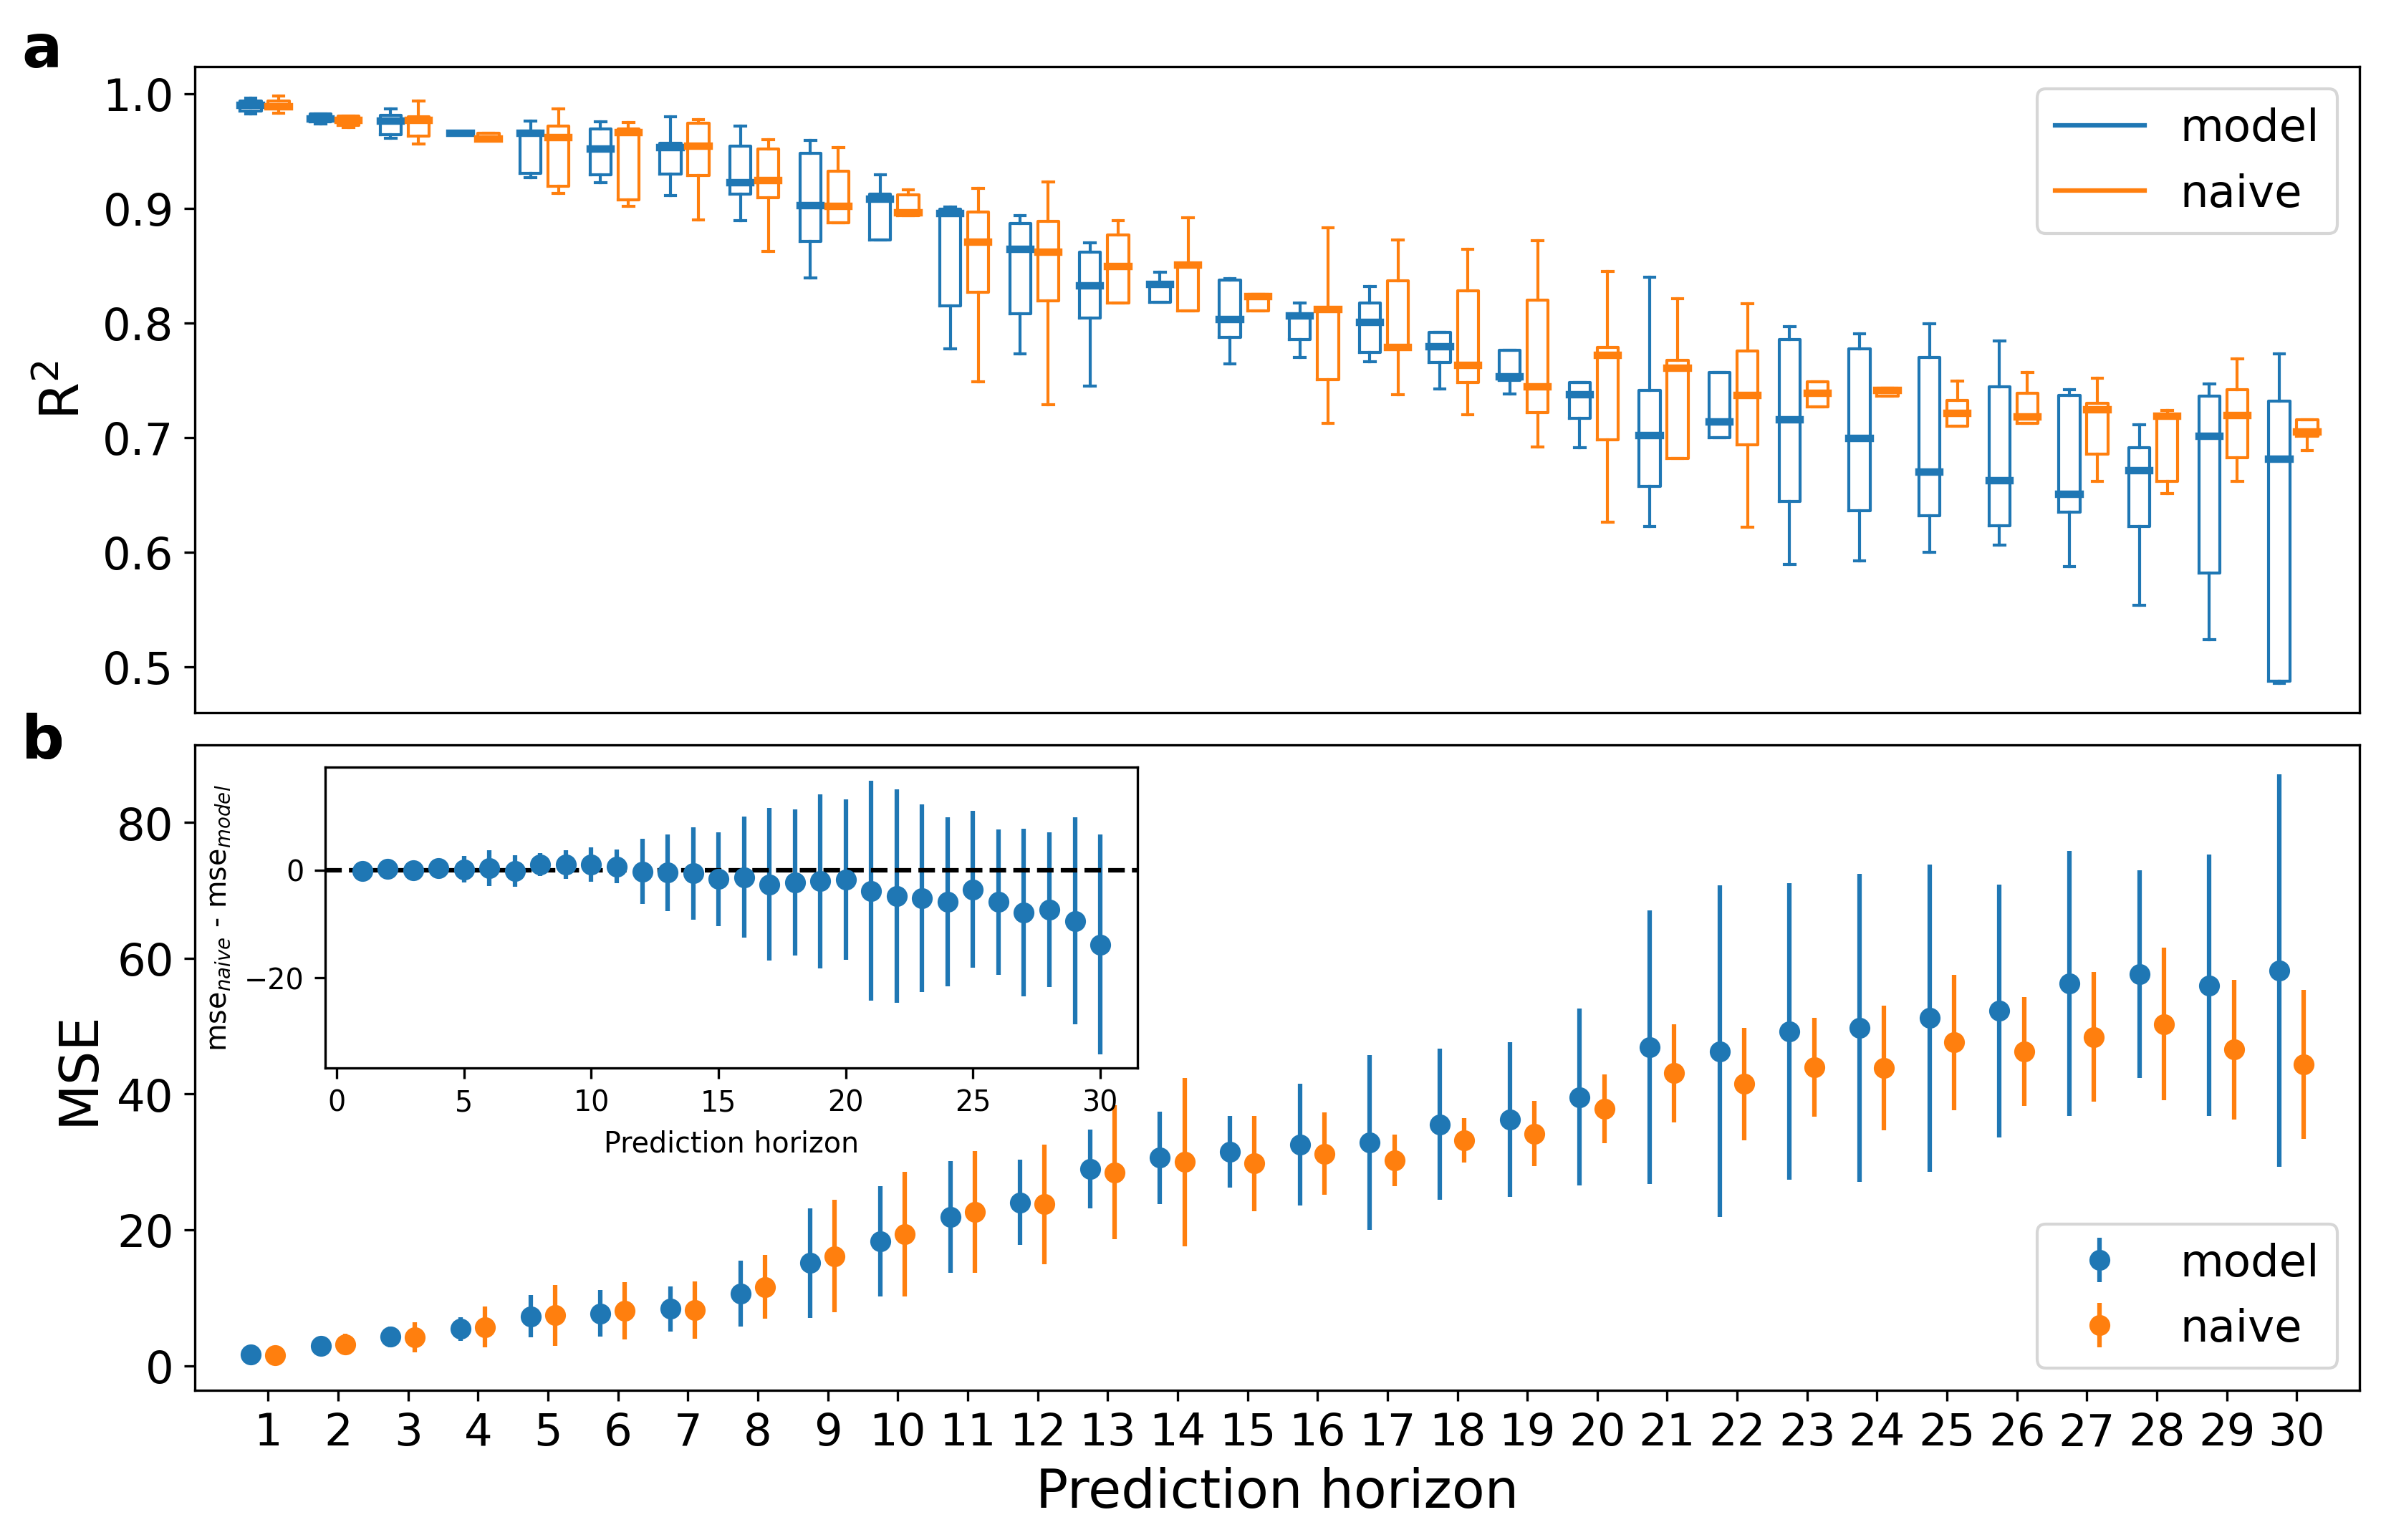 a
1.0
0.9
0.8
0.7
0.6
0.5
R²
model
naive
b
80
60
40
20
0
MSE
mse_naive - mse_model
0
−20
0 5 10 15 20 25 30
Prediction horizon
model
naive
1 2 3 4 5 6 7 8 9 10 11 12 13 14 15 16 17 18 19 20 21 22 23 24 25 26 27 28 29 30
Prediction horizon